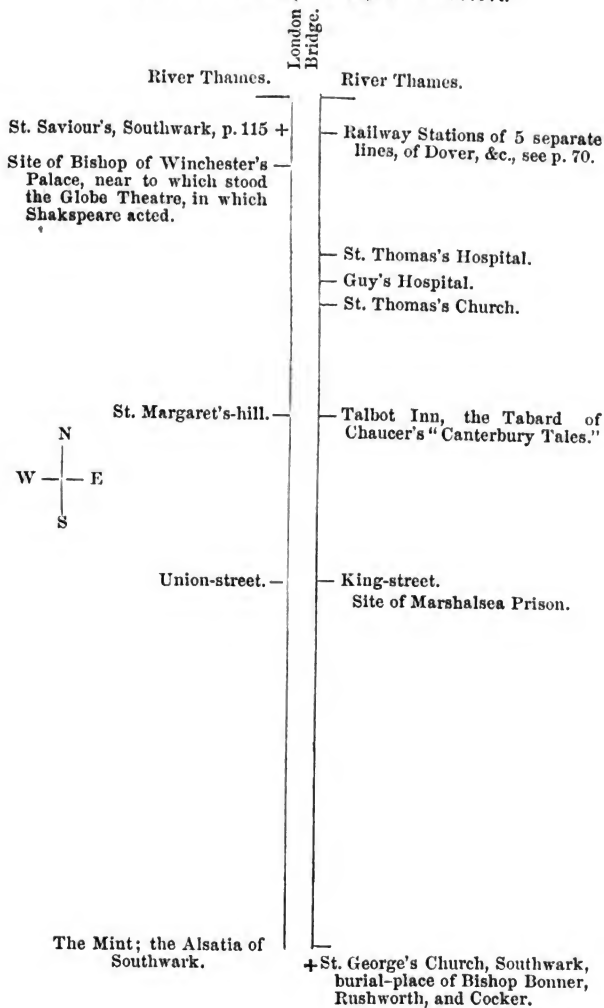 London
Bridge.
River Thames.
River Thames.
St. Saviour's, Southwark, p. 115 +
Railway Stations of 5 separate
lines, of Dover, &c., see p. 70.
Site of Bishop of Winchester's
Palace, near to which stood
the Globe Theatre, in which
Shakspeare acted.
St. Thomas's Hospital.
Guy's Hospital.
St. Thomas's Church.
St. Margaret's-hill.
Talbot Inn, the Tabard of
Chaucer's "Canterbury Tales."
N
W E
S
Union-street.
King-street.
Site of Marshalsea Prison.
The Mint; the Alsatia of
Southwark.
+ St. George's Church, Southwark,
burial-place of Bishop Bonner,
Rushworth, and Cocker.